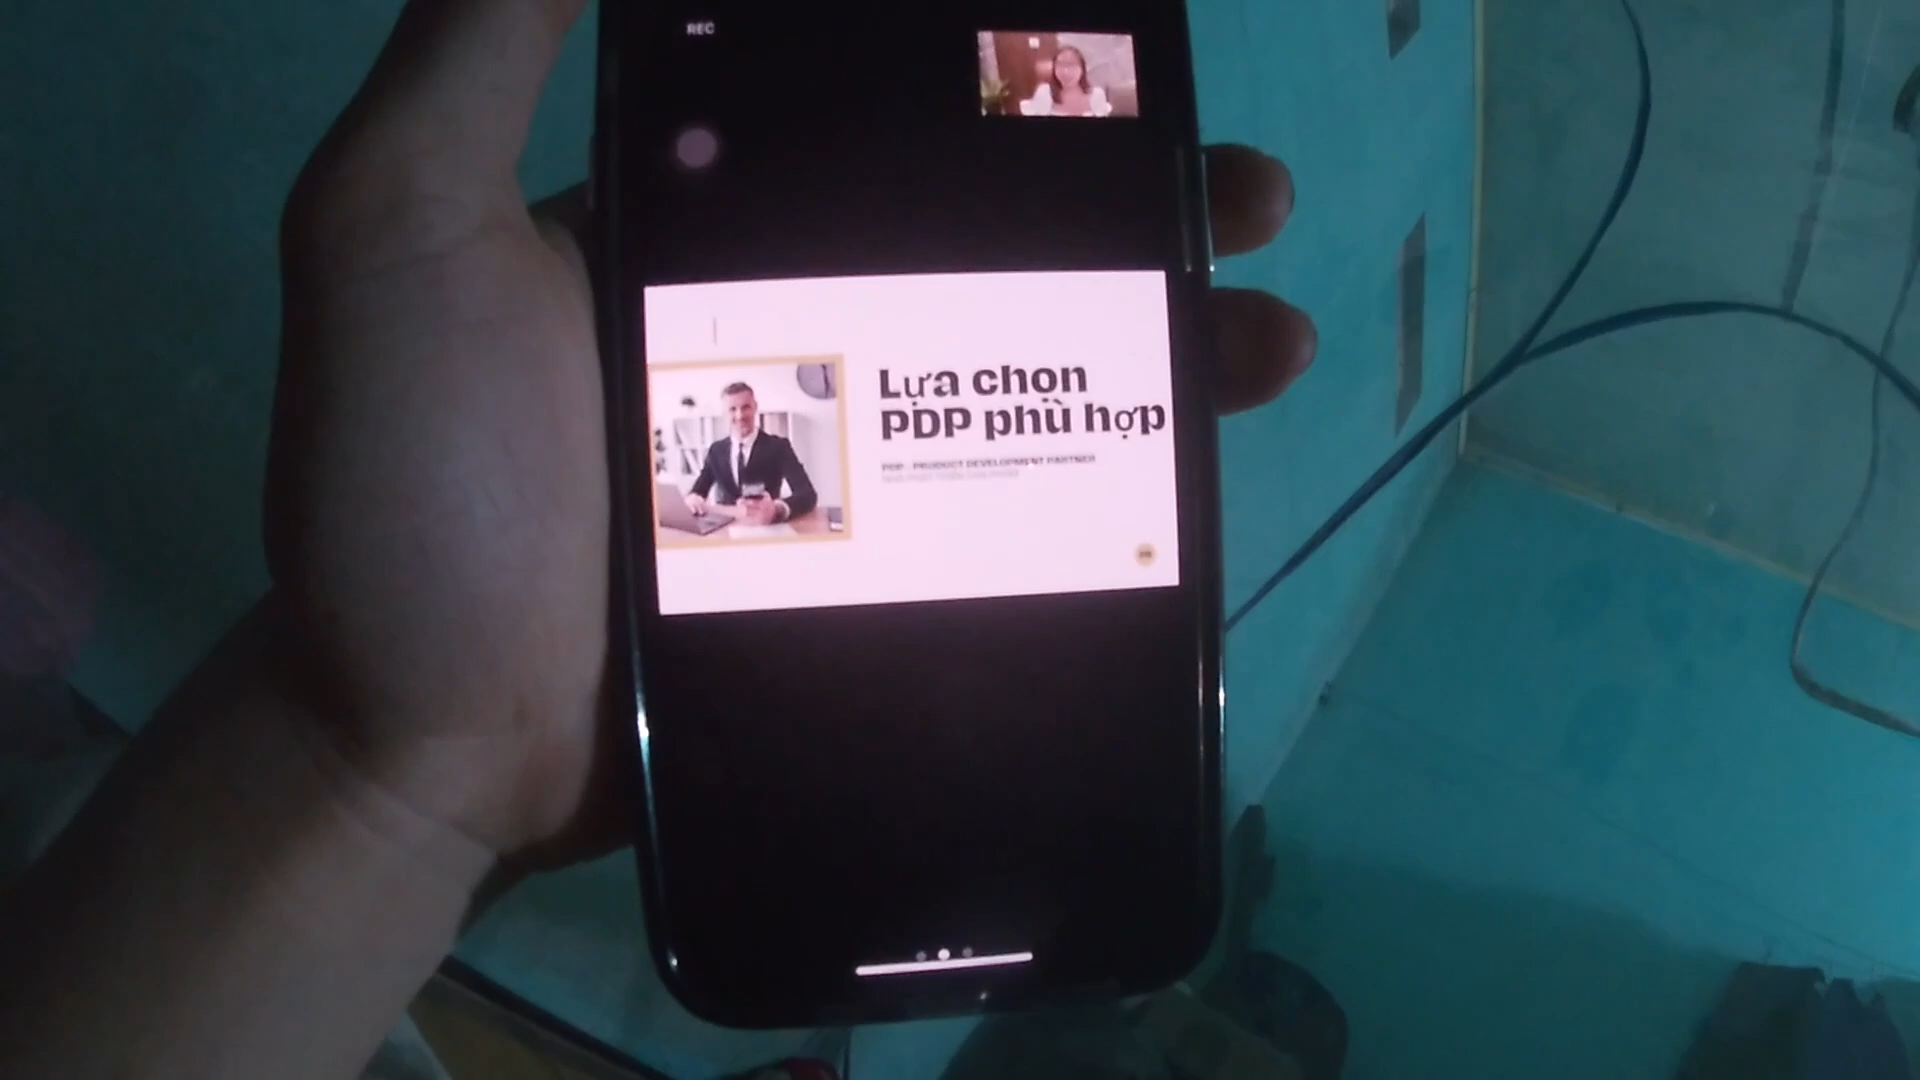 REC
Lựa chọn
PDP phù hợp
PDP - PRODUCT DEVELOPMENT PARTNER